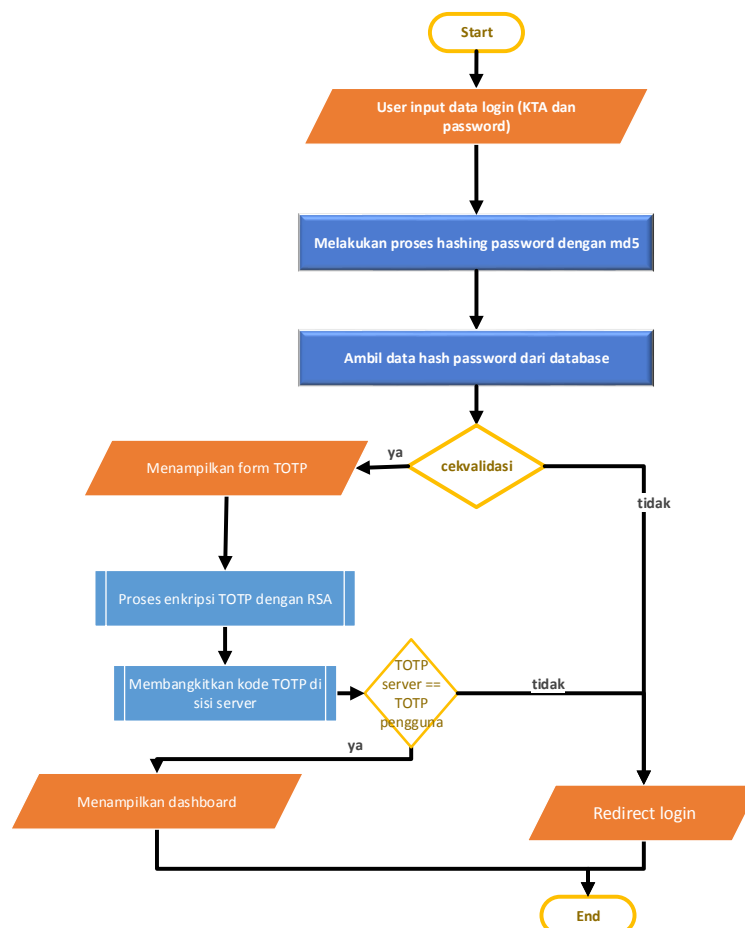 Start
User input data login (KTA dan
password)
Melakukan proses hashing password dengan md5
Ambil data hash password dari database
cekvalidasi
ya
Menampilkan form TOTP
tidak
Proses enkripsi TOTP dengan RSA
Membangkitkan kode TOTP di
sisi server
TOTP
server ==
TOTP
pengguna
tidak
ya
Menampilkan dashboard
Redirect login
End